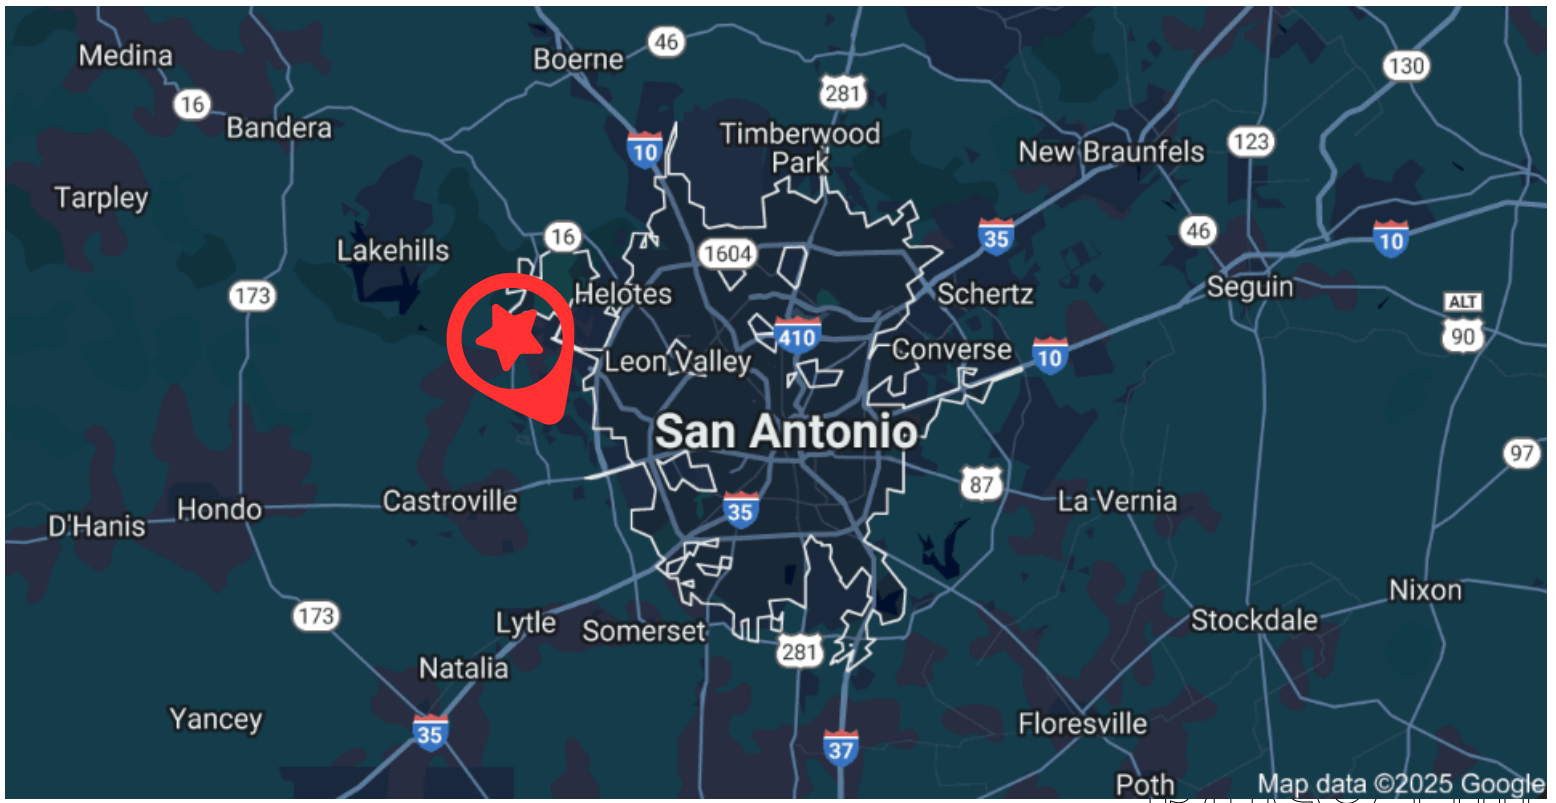 Medina
Boerne
46
130
16
281
Bandera
Timberwood
Park
10
New Braunfels
123
Tarpley
16
Lakehills
1604
35
46
10
173
Helotes
Schertz
Seguin
ALT
90
410
Leon Valley
Converse
10
San Antonio
97
87
Castroville
Hondo
D'Hanis
35
La Vernia
Nixon
173
Lytle
Somerset
Stockdale
281
Natalia
Yancey
35
37
Floresville
Poth
Map data ©2025 Google